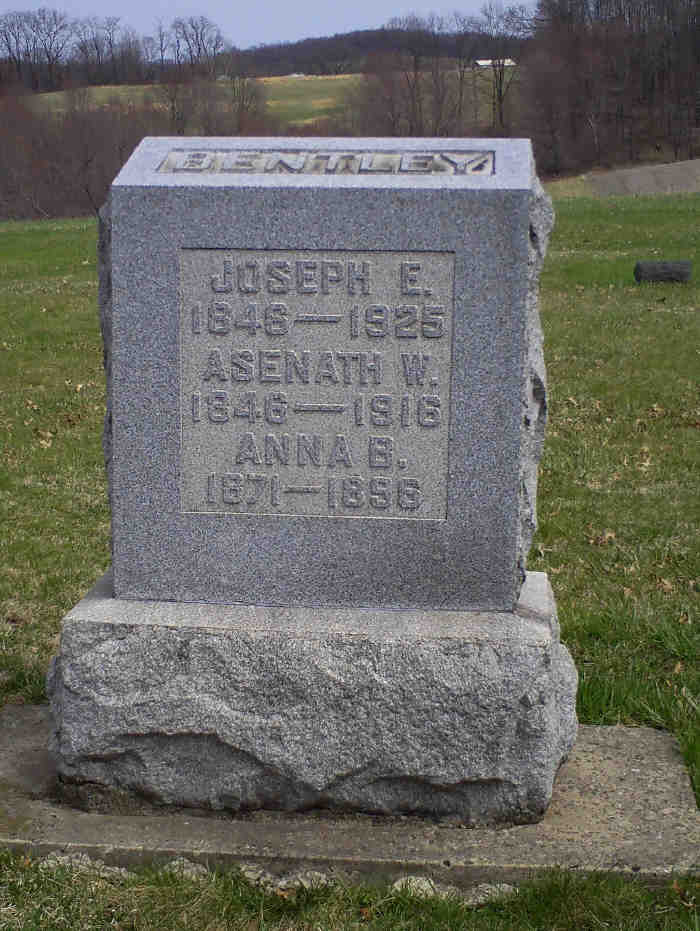 BENTLEY
JOSEPH E.
1846—1925
ASENATH W.
1846—1916
ANNA B.
1871—1896